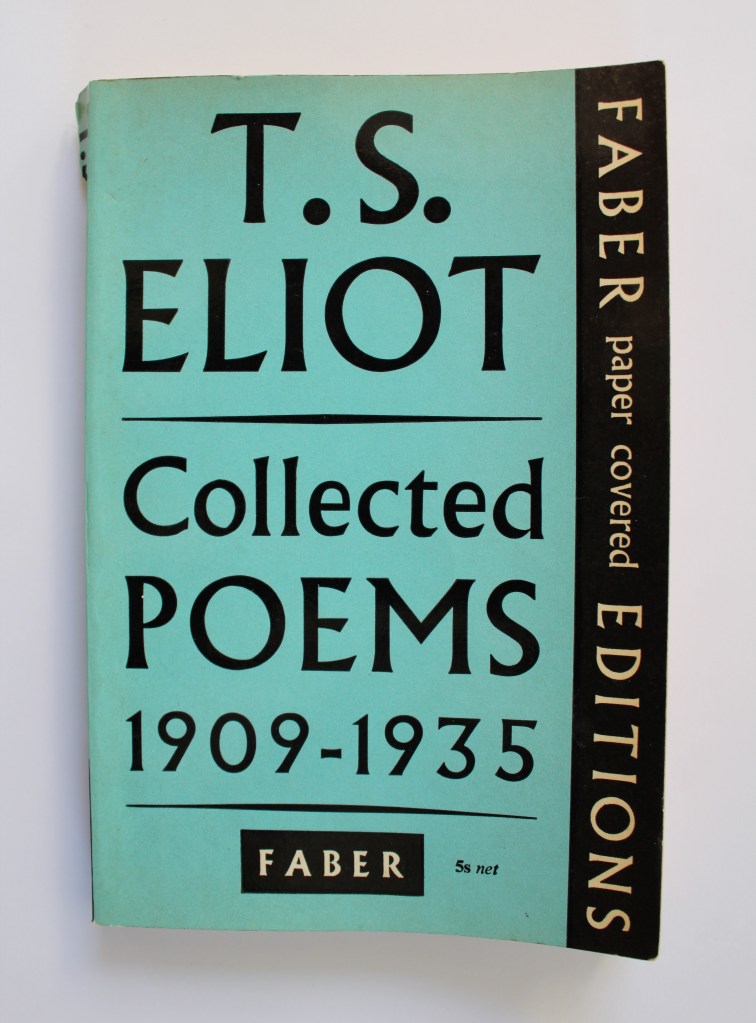 T. S.
ELIOT
Collected
POEMS
1909-1935
FABER
5s net
FABER paper covered EDITIONS